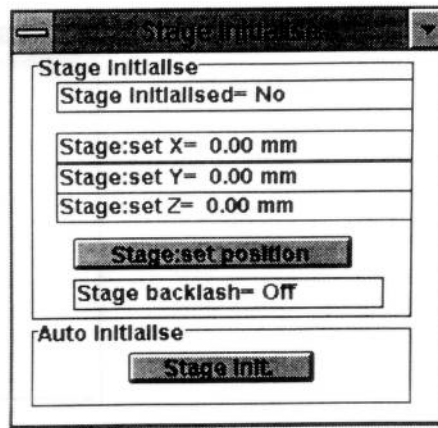 Stage Initialise
Stage Initialise
Stage Initialised= No
Stage:set X= 0.00 mm
Stage:set Y= 0.00 mm
Stage:set Z= 0.00 mm
Stage:set position
Stage backlash= Off
Auto Initialise
Stage Init.